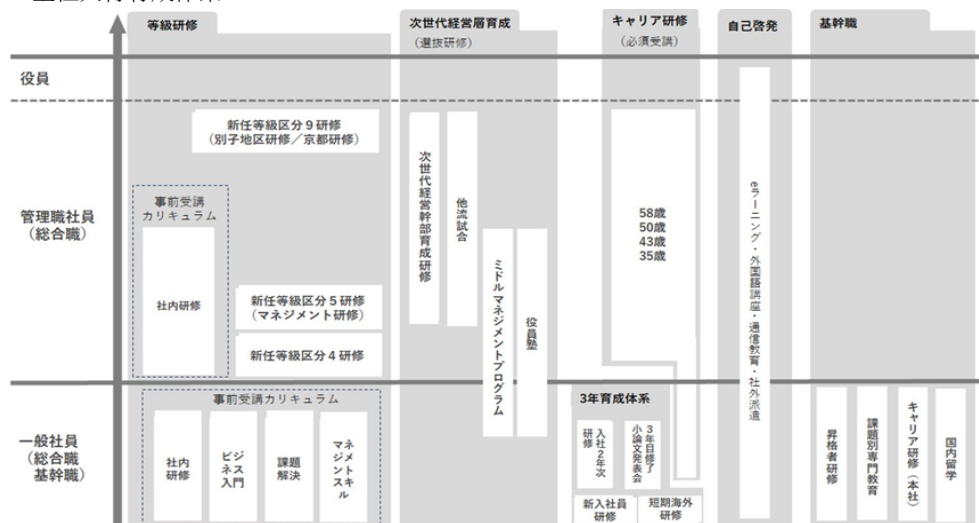 等級研修
次世代経営層育成
(選抜研修)
キャリア研修
(必須受講)
自己啓発
基幹職
役員
管理職社員
(総合職)
一般社員
(総合職
基幹職)
新任等級区分9研修
(別子地区研修/京都研修)
事前受講
カリキュラム
社内研修
新任等級区分5研修
(マネジメント研修)
新任等級区分4研修
事前受講カリキュラム
社内
研修
ビジ
ネス
入門
課題
解決
マネ
ジメ
ントス
キル
次世代経営幹部育成研修
他流試合
ミドルマネジメントプログラム
役員塾
58歳
50歳
43歳
35歳
3年育成体系
入社2年次
研修
3年目修了
小論文発表会
新入社員
研修
短期海外
研修
eラーニング・外国語講座・通信教育・社外派遣
昇格者研修
課題別専門教育
キャリア研修(本社)
国内留学